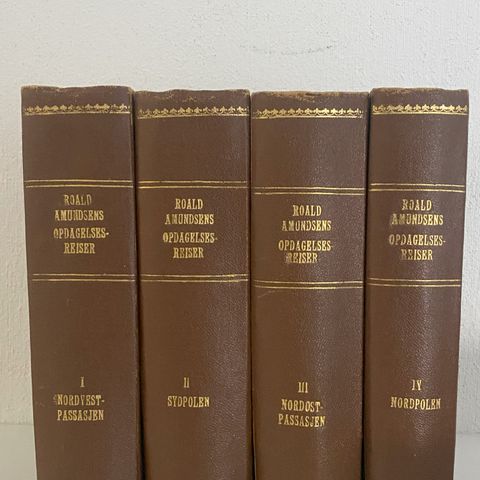 ROALD
AMUNDSENS
OPDAGELSES-
REISER
I
NORDVEST-
PASSASJEN
ROALD
AMUNDSENS
OPDAGELSES-
REISER
II
SYDPOLEN
ROALD
AMUNDSENS
OPDAGELSES-
REISER
III
NORDOST-
PASSASJEN
ROALD
AMUNDSENS
OPDAGELSES-
REISER
IV
NORDPOLEN